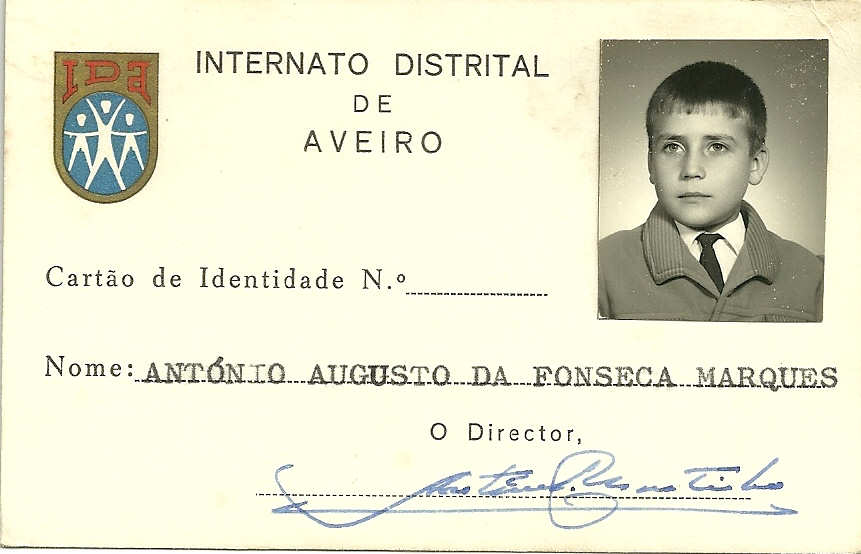 IDA
INTERNATO DISTRITAL
DE
AVEIRO
Cartão de Identidade N.º
Nome: ANTÓNIO AUGUSTO DA FONSECA MARQUES
O Director,